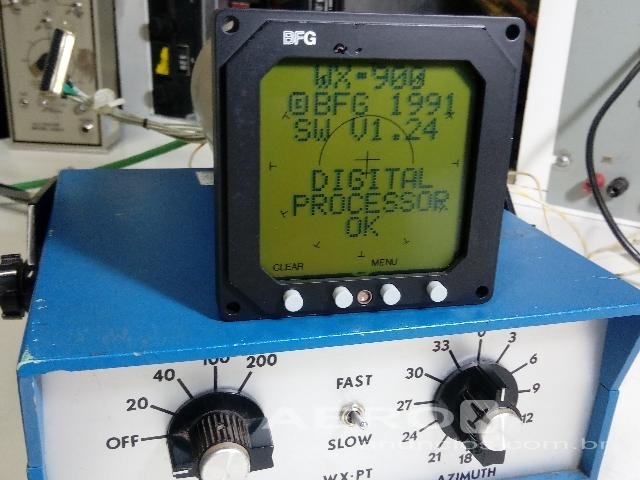 BFG
WX-900
©BFG 1991
SW V1.24
DIGITAL
PROCESSOR
OK
CLEAR MENU
OFF 20 40 100 200
FAST
SLOW
WX-PT
0 3 6 9 12 18 21 24 27 30 33
AZIMUTH